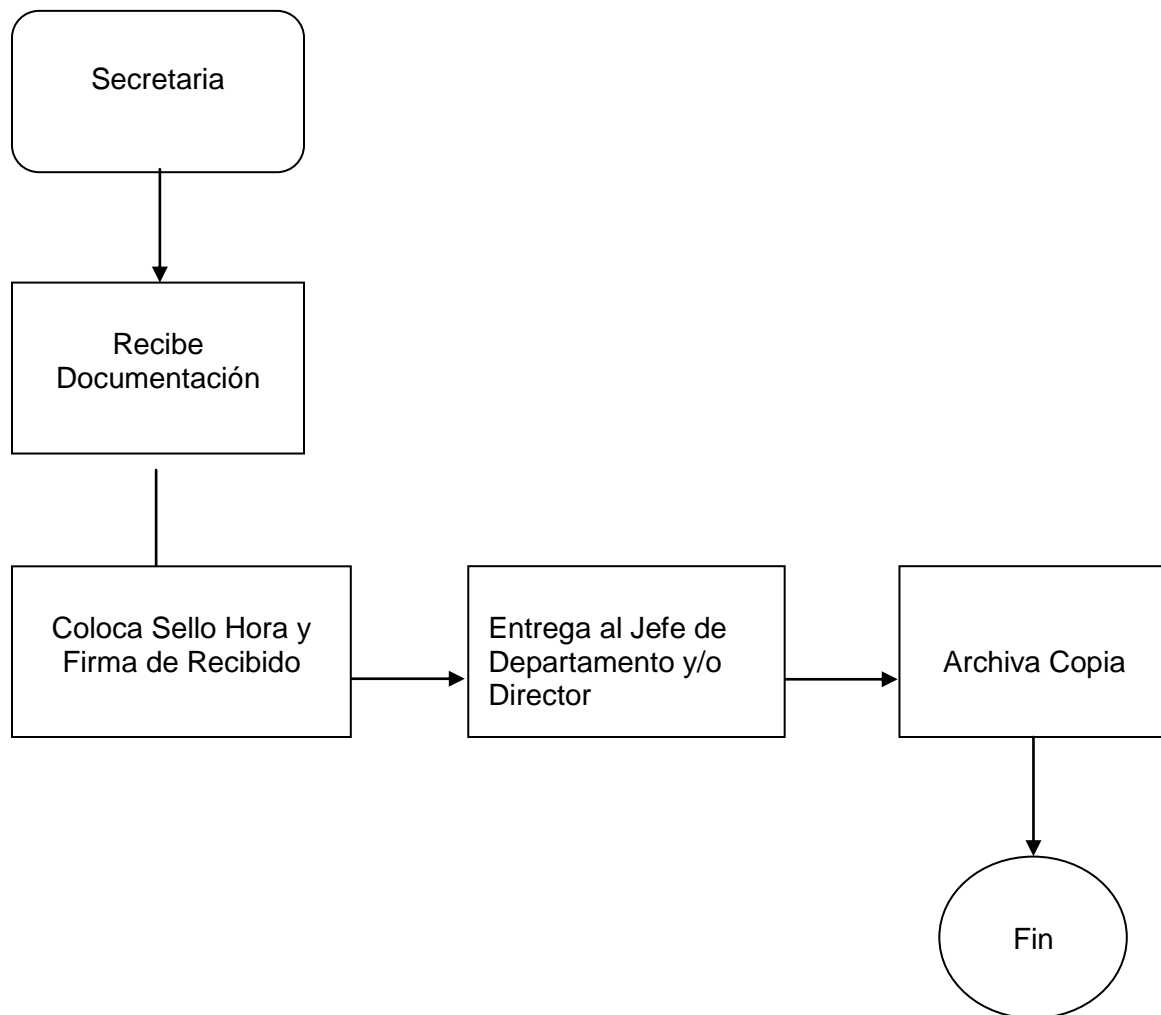 Secretaria
Recibe
Documentación
Coloca Sello Hora y
Firma de Recibido
Entrega al Jefe de
Departamento y/o
Director
Archiva Copia
Fin